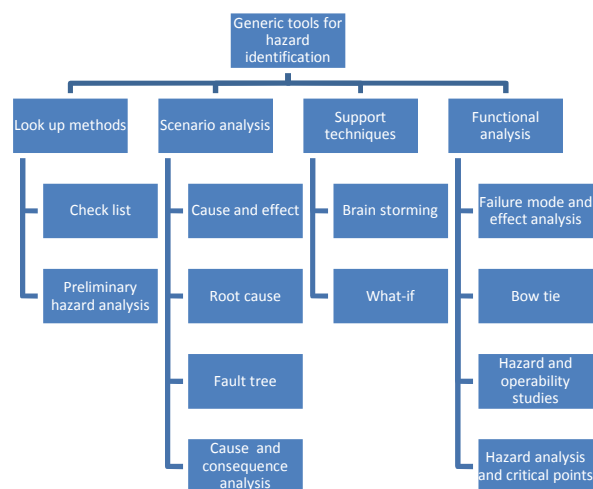 Generic tools for
hazard
identification
Look up methods
Scenario analysis
Support
techniques
Functional
analysis
Check list
Preliminary
hazard analysis
Cause and effect
Root cause
Fault tree
Cause and
consequence
analysis
Brain storming
What-if
Failure mode and
effect analysis
Bow tie
Hazard and
operability
studies
Hazard analysis
and critical points